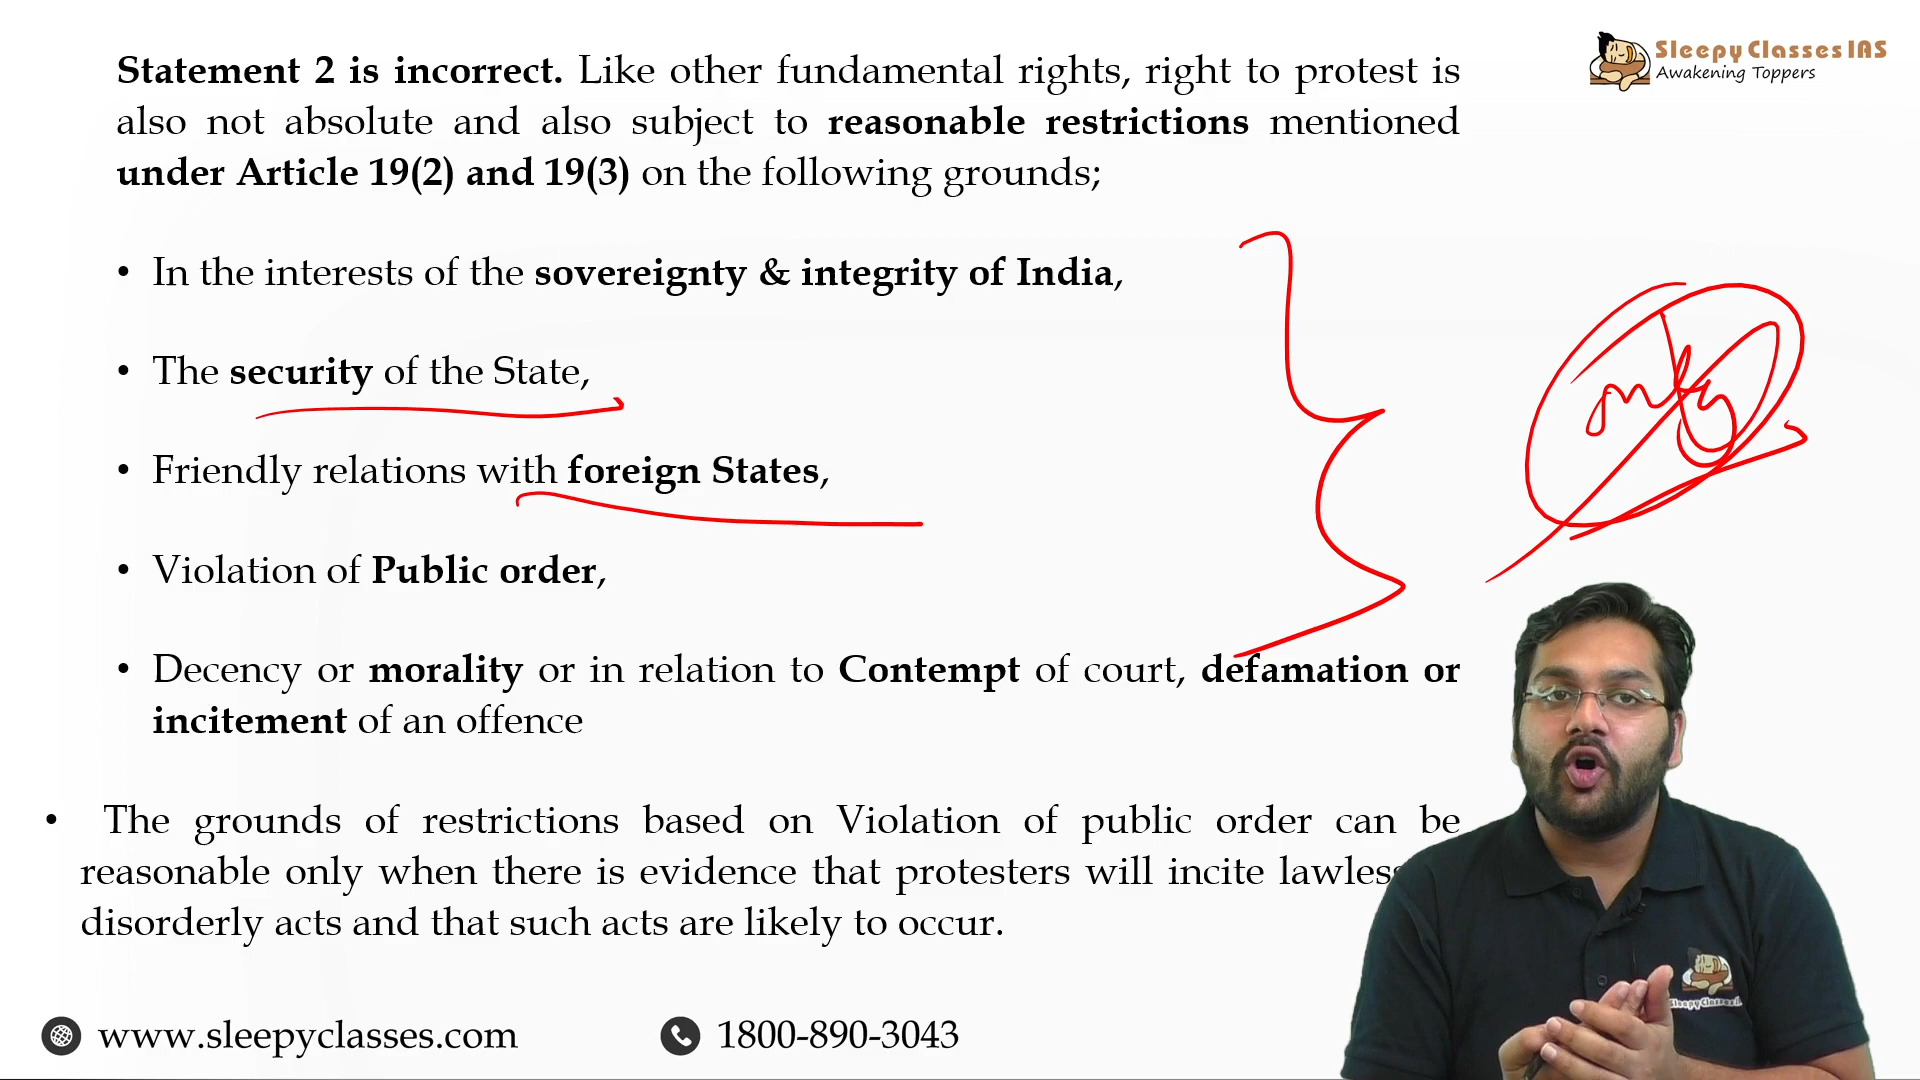 Sleepy Classes IAS
Awakening Toppers
Statement 2 is incorrect. Like other fundamental rights, right to protest is
also not absolute and also subject to reasonable restrictions mentioned
under Article 19(2) and 19(3) on the following grounds;
• In the interests of the sovereignty & integrity of India,
• The security of the State,
• Friendly relations with foreign States,
only
• Violation of Public order,
• Decency or morality or in relation to Contempt of court, defamation or
incitement of an offence
• The grounds of restrictions based on Violation of public order can be
reasonable only when there is evidence that protesters will incite
disorderly acts and that such acts are likely to occur.
www.sleepyclasses.com
1800-890-3043